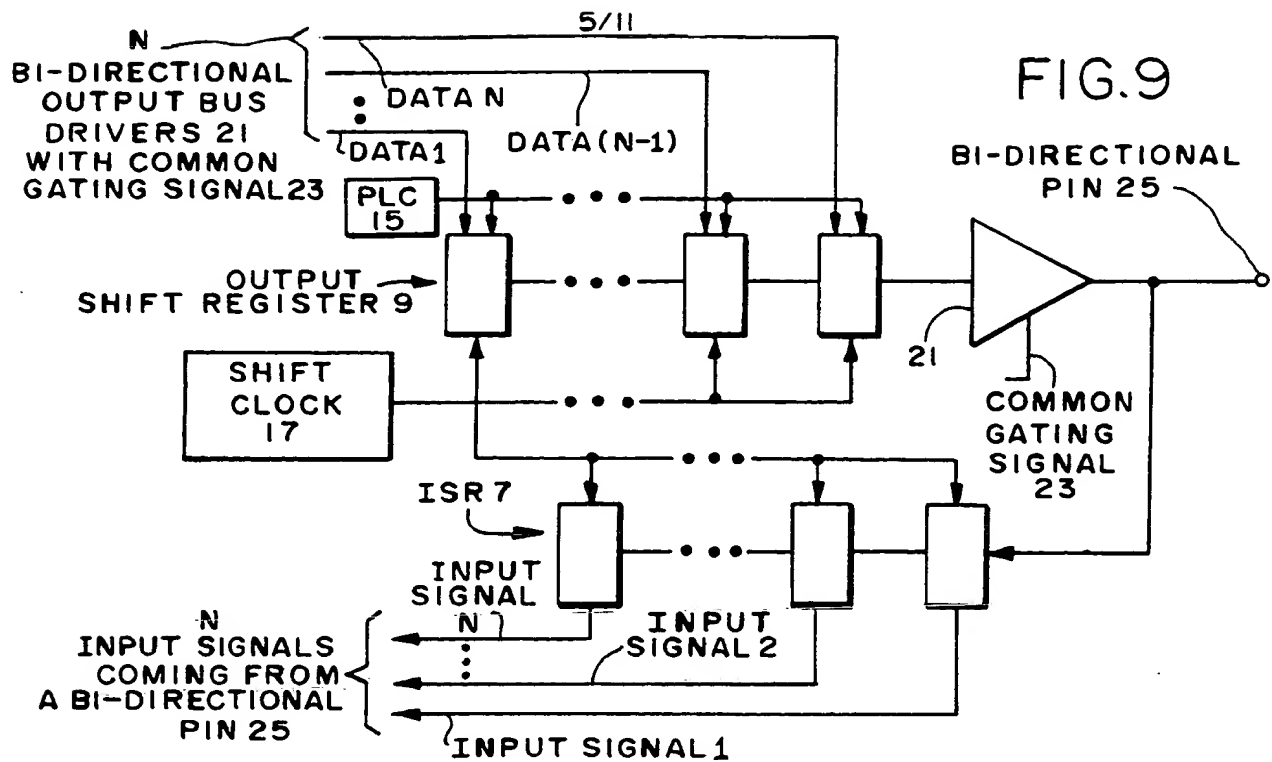 5/11
FIG.9
N
BI-DIRECTIONAL
OUTPUT BUS
DRIVERS 21
WITH COMMON
GATING SIGNAL 23
DATA N
DATA (N-1)
DATA 1
BI-DIRECTIONAL
PIN 25
PLC
15
OUTPUT
SHIFT REGISTER 9
21
SHIFT
CLOCK
17
COMMON
GATING
SIGNAL
23
ISR 7
INPUT
SIGNAL
N
INPUT
SIGNAL 2
N
INPUT SIGNALS
COMING FROM
A BI-DIRECTIONAL
PIN 25
INPUT SIGNAL 1